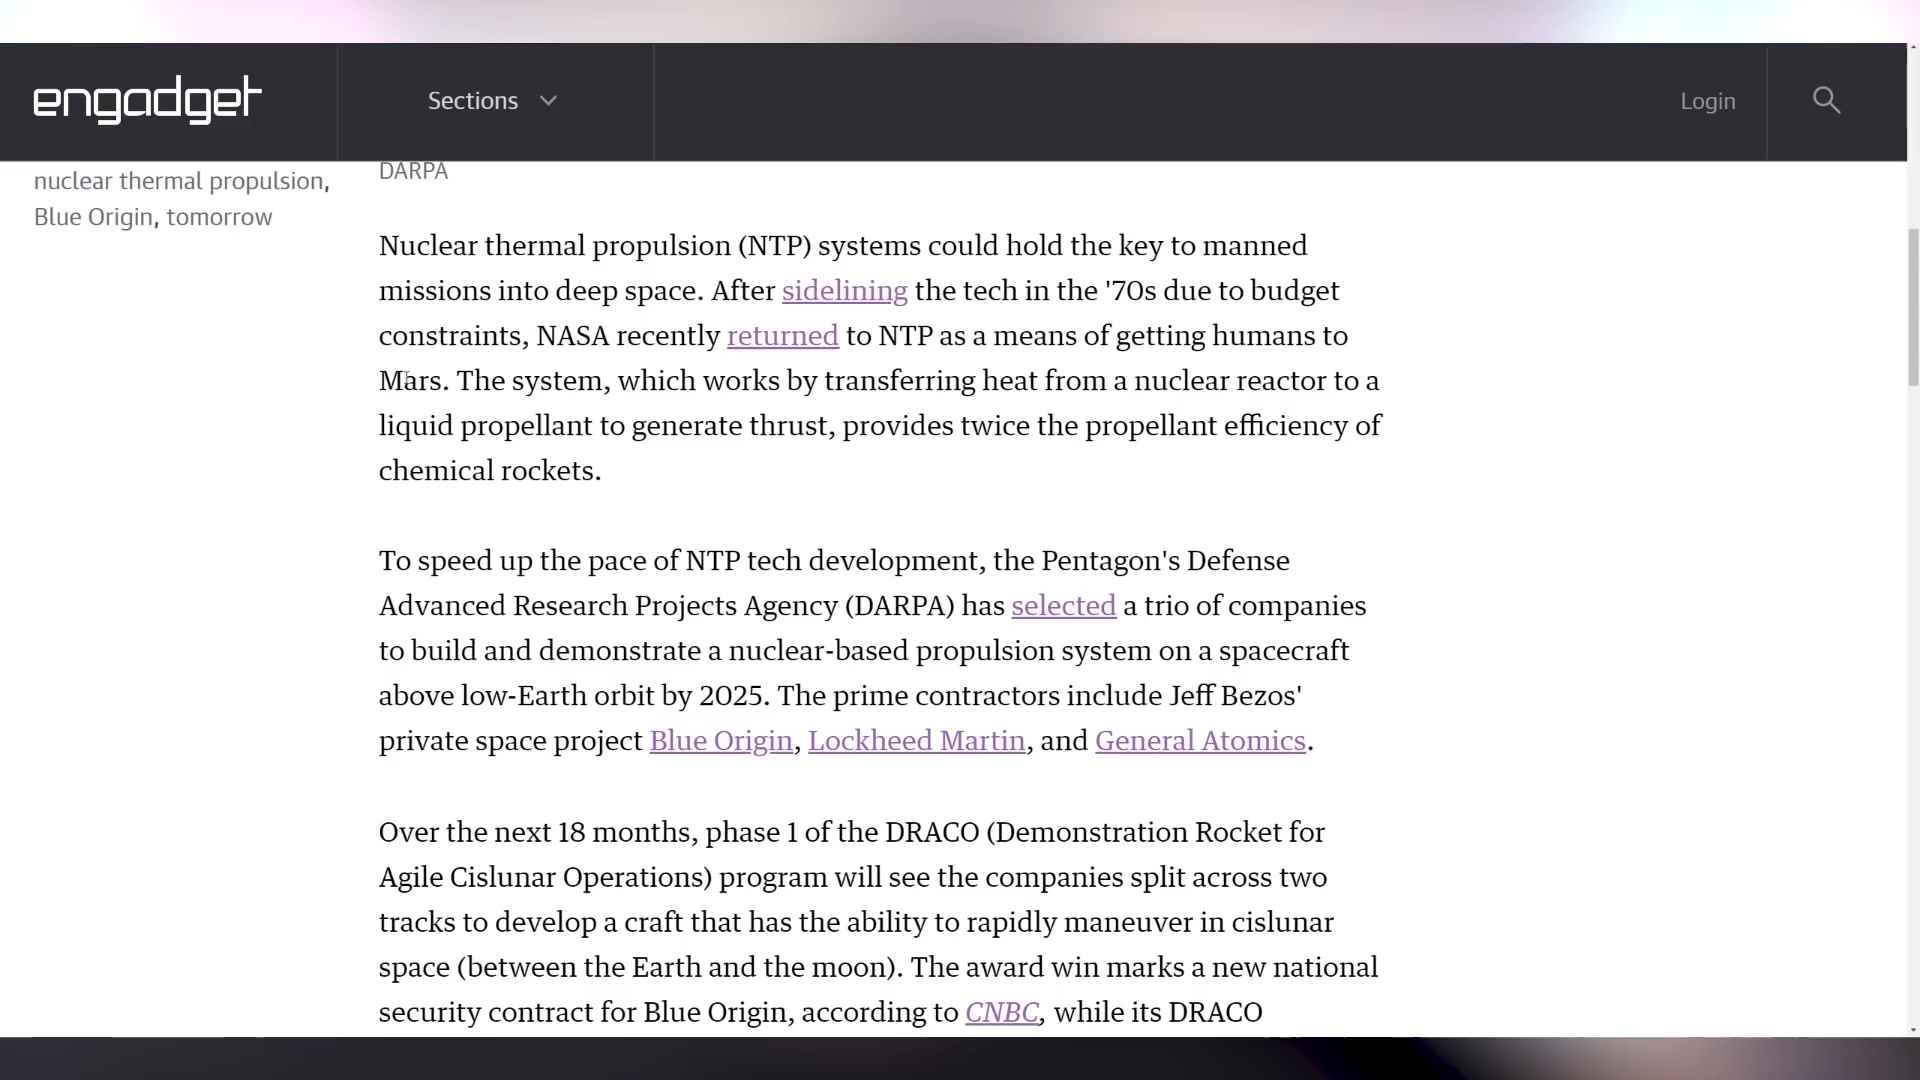 engadget
Sections
Login
nuclear thermal propulsion,
Blue Origin, tomorrow
DARPA
Nuclear thermal propulsion (NTP) systems could hold the key to manned
missions into deep space. After sidelining the tech in the '70s due to budget
constraints, NASA recently returned to NTP as a means of getting humans to
Mars. The system, which works by transferring heat from a nuclear reactor to a
liquid propellant to generate thrust, provides twice the propellant efficiency of
chemical rockets.
To speed up the pace of NTP tech development, the Pentagon's Defense
Advanced Research Projects Agency (DARPA) has selected a trio of companies
to build and demonstrate a nuclear-based propulsion system on a spacecraft
above low-Earth orbit by 2025. The prime contractors include Jeff Bezos'
private space project Blue Origin, Lockheed Martin, and General Atomics.
Over the next 18 months, phase 1 of the DRACO (Demonstration Rocket for
Agile Cislunar Operations) program will see the companies split across two
tracks to develop a craft that has the ability to rapidly maneuver in cislunar
space (between the Earth and the moon). The award win marks a new national
security contract for Blue Origin, according to CNBC, while its DRACO